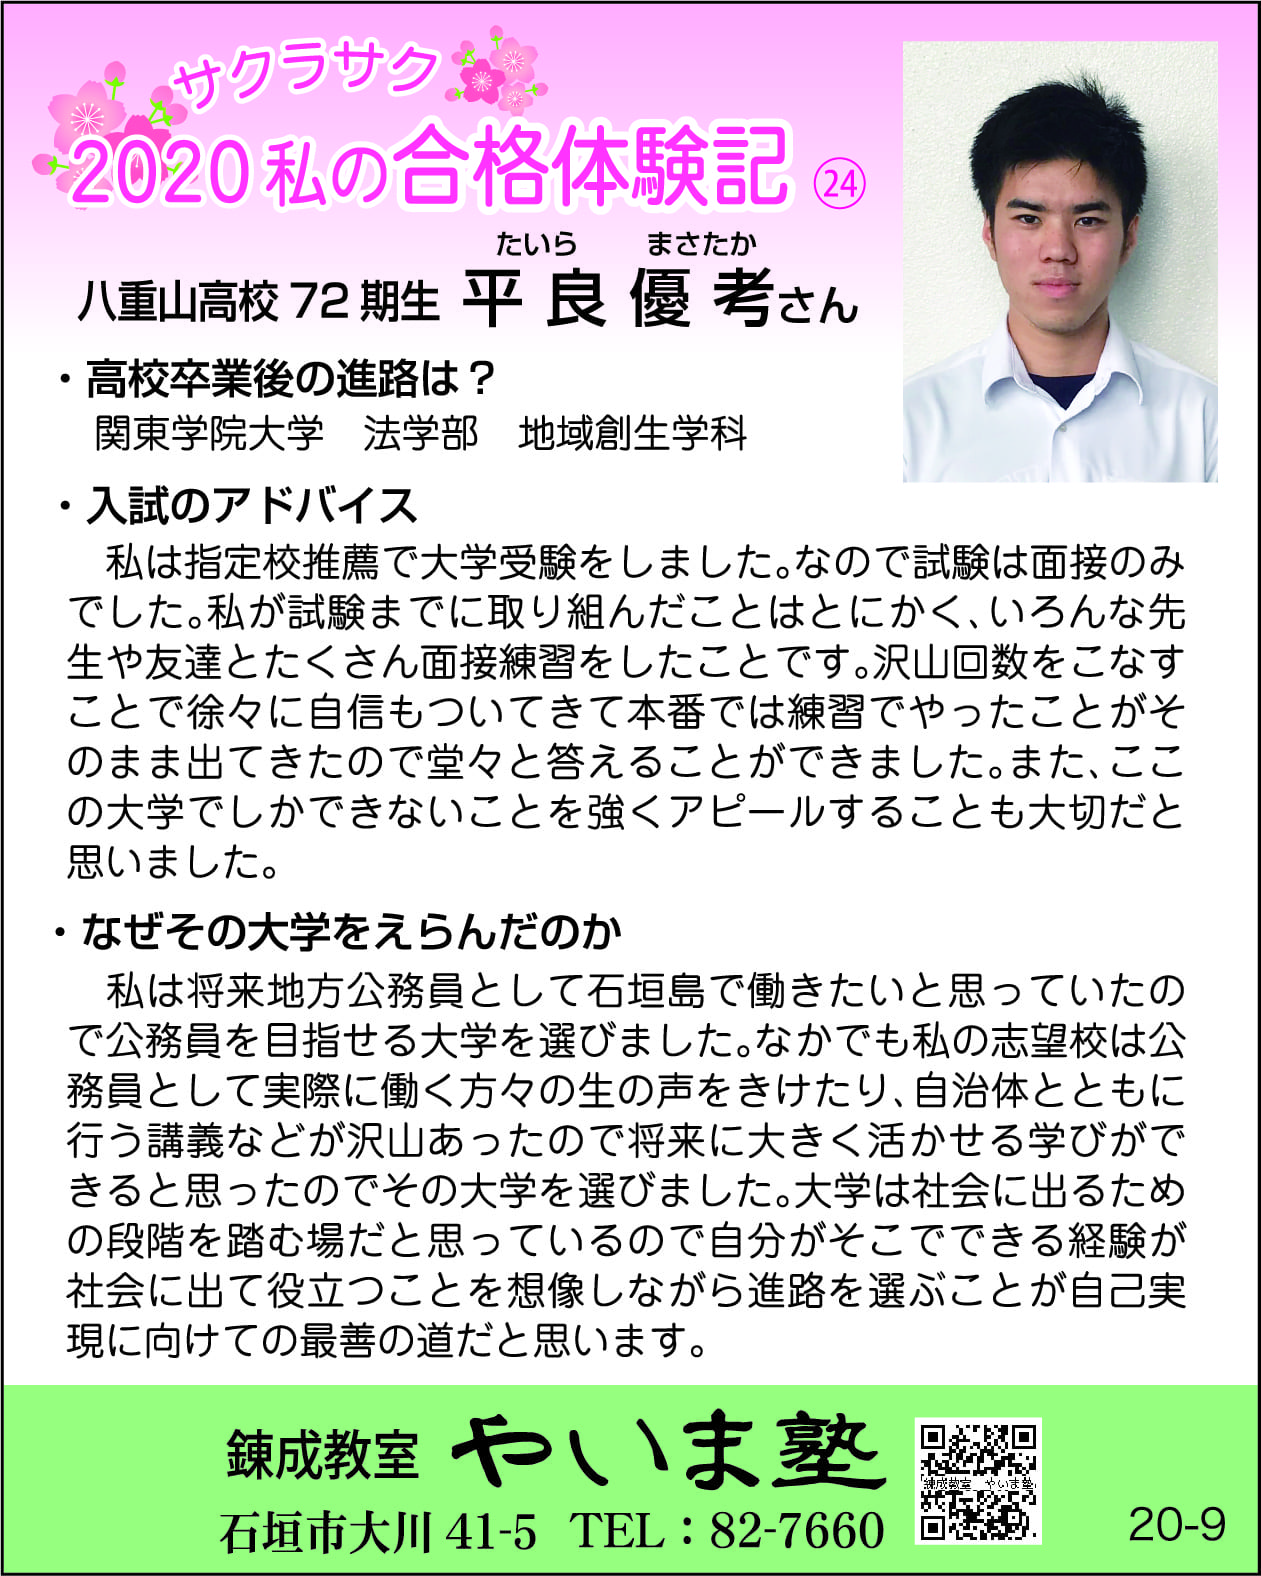 サクラサク
2020 私の合格体験記 ㉔
たいら まさたか
八重山高校 72 期生 平良優考さん
・高校卒業後の進路は？
関東学院大学　法学部　地域創生学科
・入試のアドバイス
　私は指定校推薦で大学受験をしました。なので試験は面接のみ
でした。私が試験までに取り組んだことはとにかく、いろんな先
生や友達とたくさん面接練習をしたことです。沢山回数をこなす
ことで徐々に自信もついてきて本番では練習でやったことがそ
のまま出てきたので堂々と答えることができました。また、ここ
の大学でしかできないことを強くアピールすることも大切だと
思いました。
・なぜその大学をえらんだのか
　私は将来地方公務員として石垣島で働きたいと思っていたの
で公務員を目指せる大学を選びました。なかでも私の志望校は公
務員として実際に働く方々の生の声をきけたり、自治体とともに
行う講義などが沢山あったので将来に大きく活かせる学びがで
きると思ったのでその大学を選びました。大学は社会に出るため
の段階を踏む場だと思っているので自分がそこでできる経験が
社会に出て役立つことを想像しながら進路を選ぶことが自己実
現に向けての最善の道だと思います。
錬成教室 やいま塾
錬成教室　やいま塾
石垣市大川 41-5 TEL：82-7660
20-9